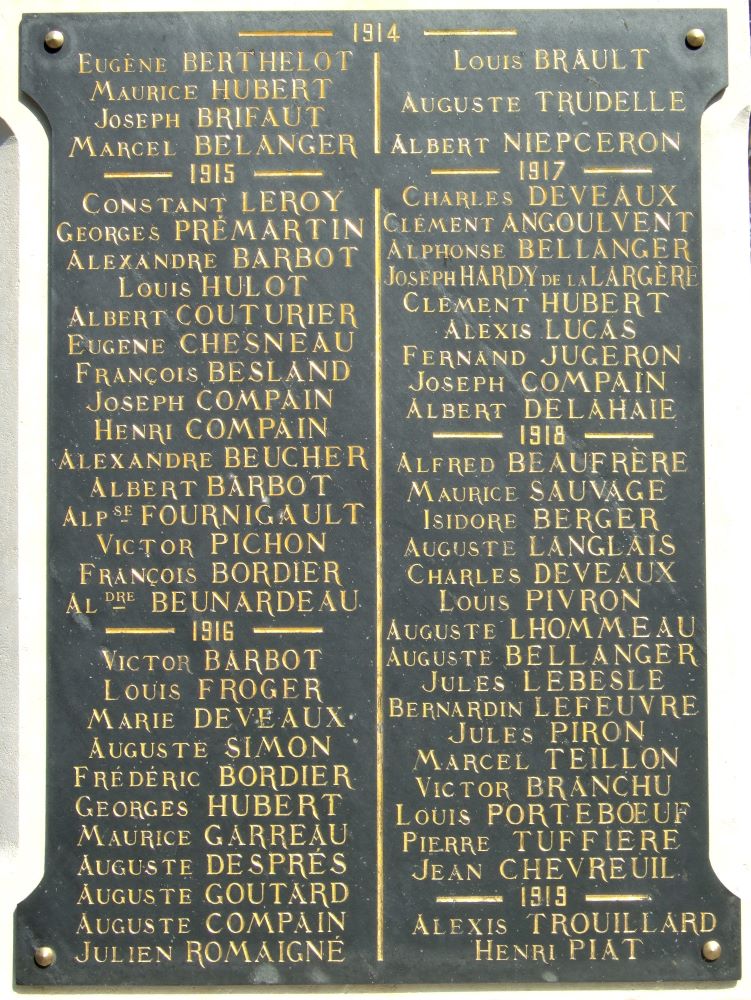 1914
Eugène BERTHELOT
Maurice HUBERT
Joseph BRIFAUT
Marcel BÉLANGER
Louis BRAULT
Auguste TRUDELLE
Albert NIEPCERON
1915
Constant LEROY
Georges PRÉMARTIN
Alexandre BARBOT
Louis HULOT
Albert COUTURIER
Eugène CHESNEAU
François BESLAND
Joseph COMPAIN
Henri COMPAIN
Alexandre BEUCHER
Albert BARBOT
Alpse FOURNIGAULT
Victor PICHON
François BORDIER
Aldre BEUNARDEAU
1916
Victor BARBOT
Louis FROGER
Marie DEVEAUX
Auguste SIMON
Frédéric BORDIER
Georges HUBERT
Maurice GARREAU
Auguste DESPRÉS
Auguste GOUTARD
Auguste COMPAIN
Julien ROMAIGNÉ
1917
Charles DEVEAUX
Clément ANGOULVENT
Alphonse BELLANGER
Joseph HARDY DE LA LARGÈRE
Clément HUBERT
Alexis LUCAS
Fernand JUGERON
Joseph COMPAIN
Albert DELAHAIE
1918
Alfred BEAUFRÈRE
Maurice SAUVAGE
Isidore BERGER
Auguste LANGLAIS
Charles DEVEAUX
Louis PIVRON
Auguste LHOMMEAU
Auguste BELLANGER
Jules LEBESLE
Bernardin LEFEUVRE
Jules PIRON
Marcel TEILLON
Victor BRANCHU
Louis PORTEBŒUF
Pierre TUFFIÈRE
Jean CHEVREUIL
1919
Alexis TROUILLARD
Henri PIAT